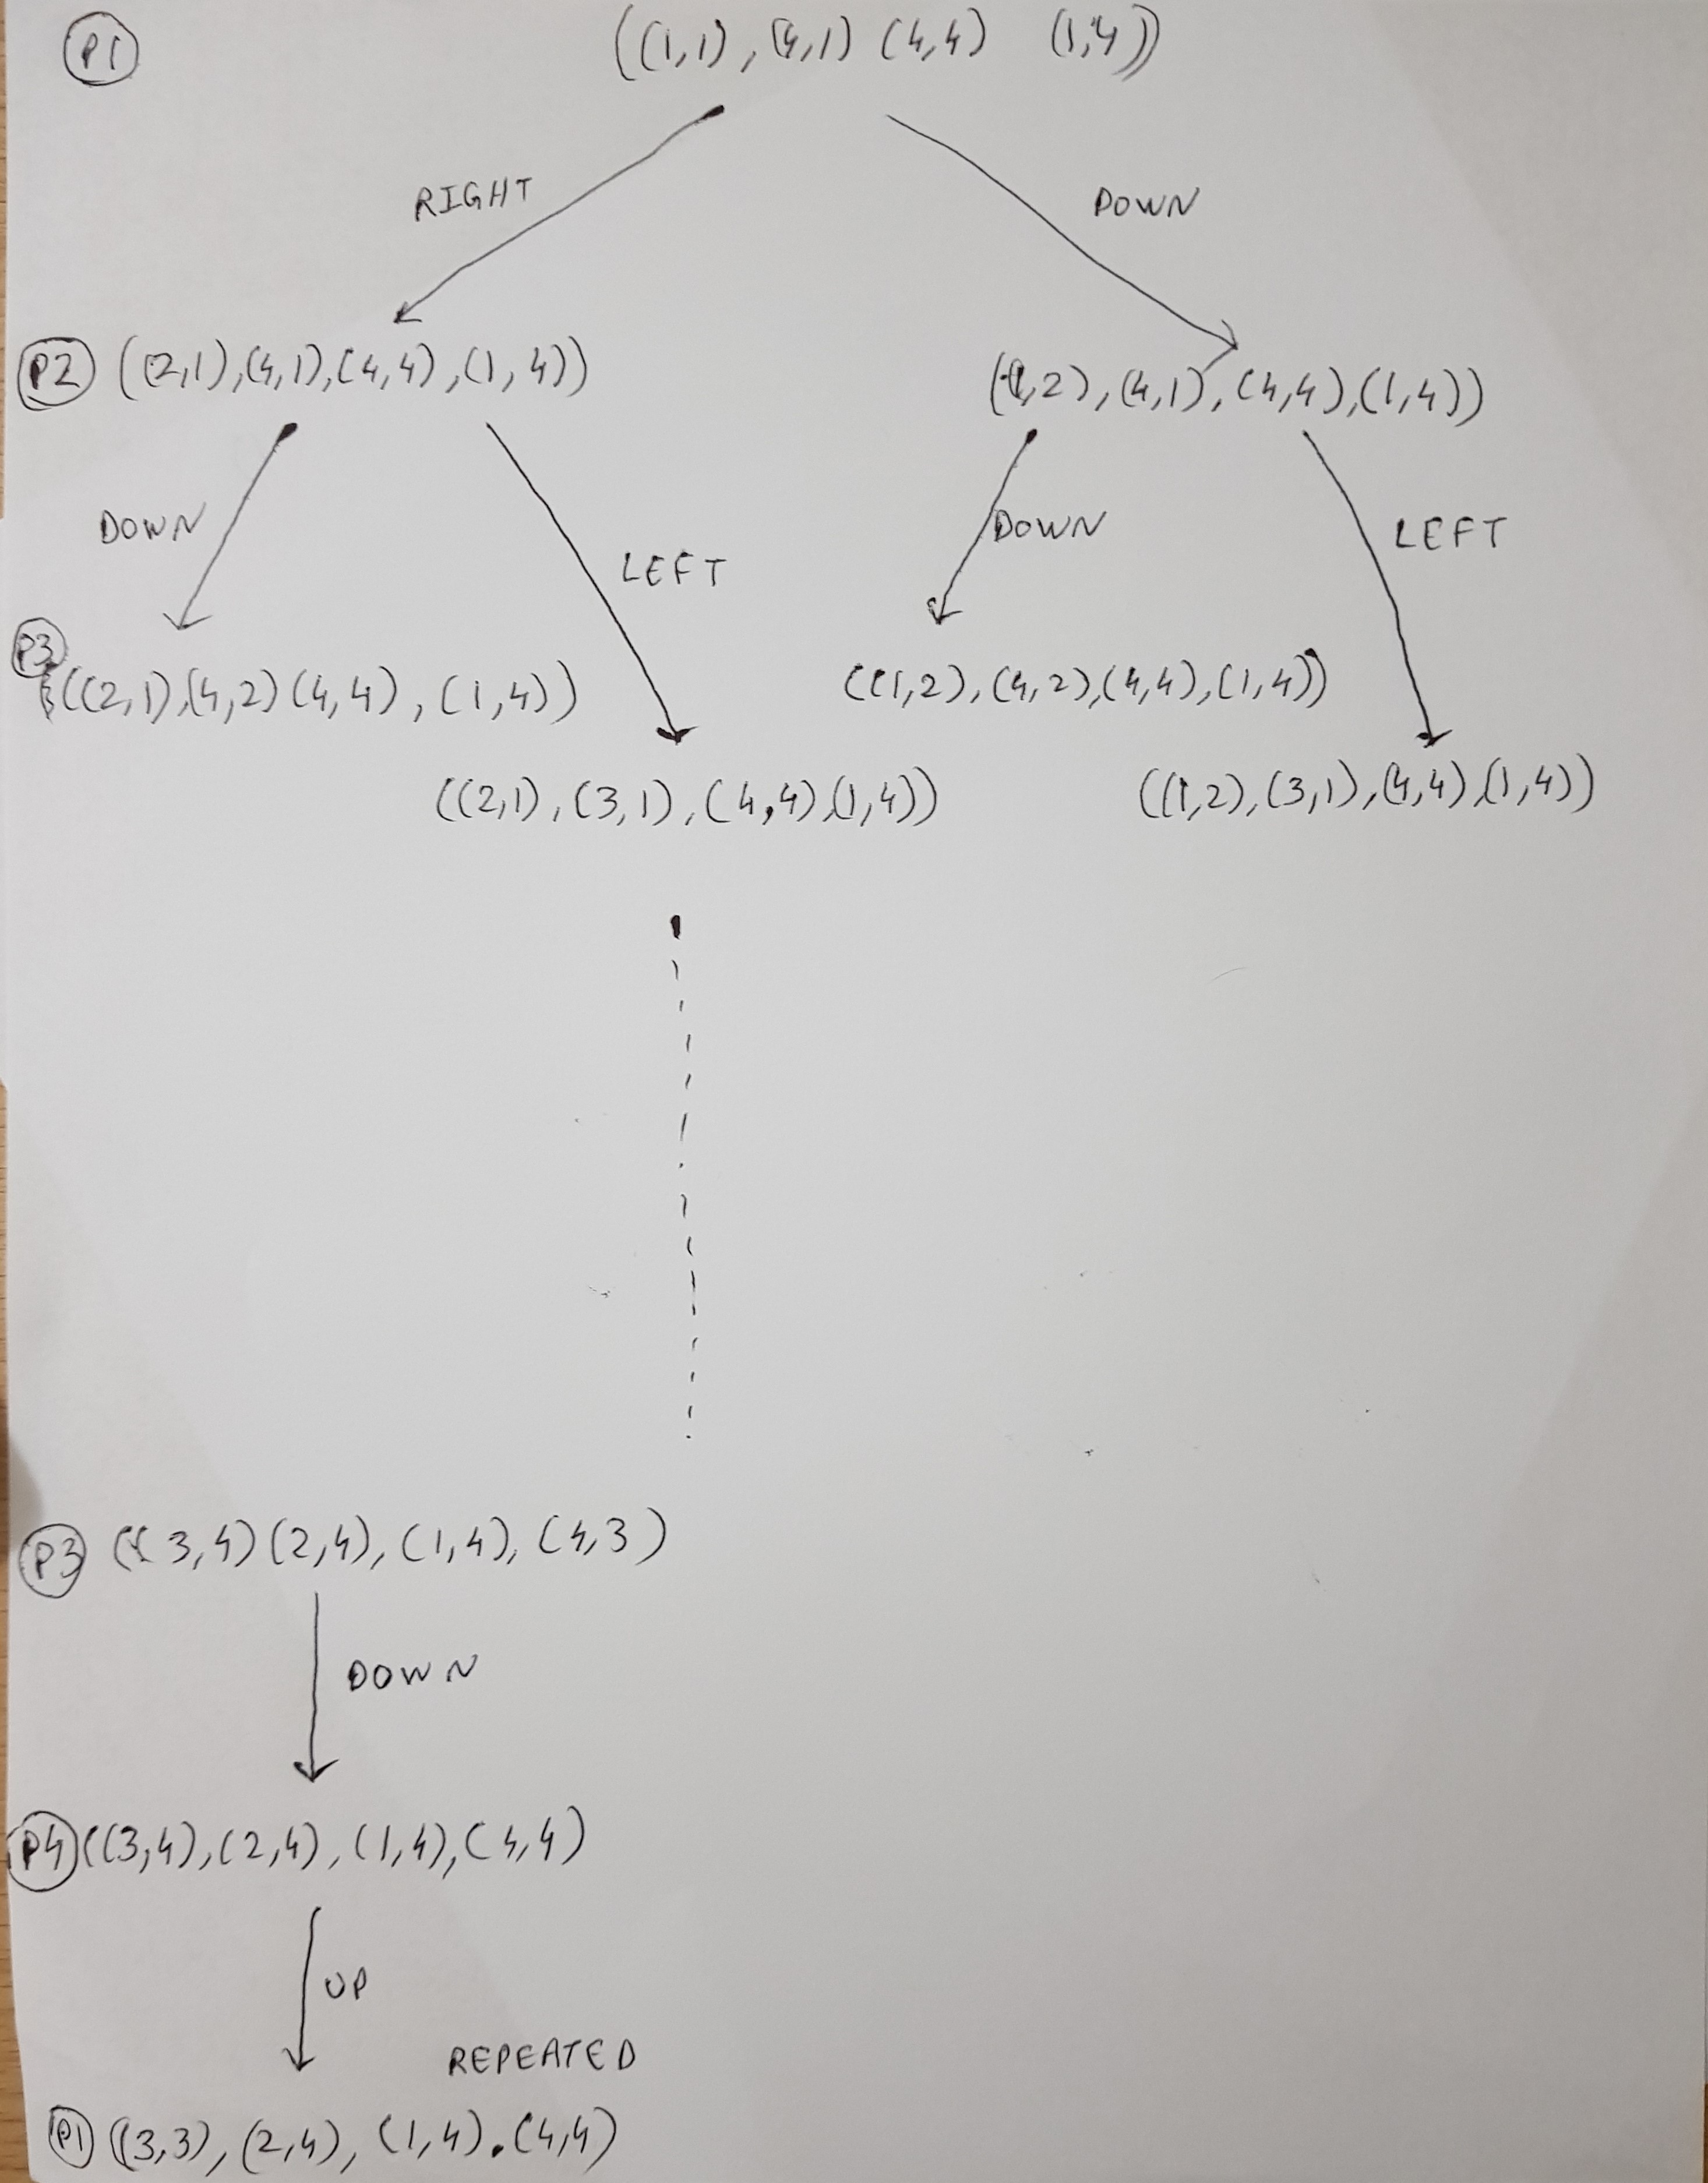 P1 ((1,1), (4,1) (4,4) (1,4))
RIGHT DOWN
P2 ((2,1),(4,1),(4,4),(1,4)) ((1,2),(4,1),(4,4),(1,4))
DOWN LEFT DOWN LEFT
P3 ((2,1),(4,2)(4,4),(1,4)) ((1,2),(4,2),(4,4),(1,4))
((2,1),(3,1),(4,4),(1,4)) ((1,2),(3,1),(4,4),(1,4))
P3 ((3,4)(2,4),(1,4),(4,3)
DOWN
P4 ((3,4),(2,4),(1,4),(4,4)
UP
REPEATED
P1 ((3,3),(2,4),(1,4).(4,4)